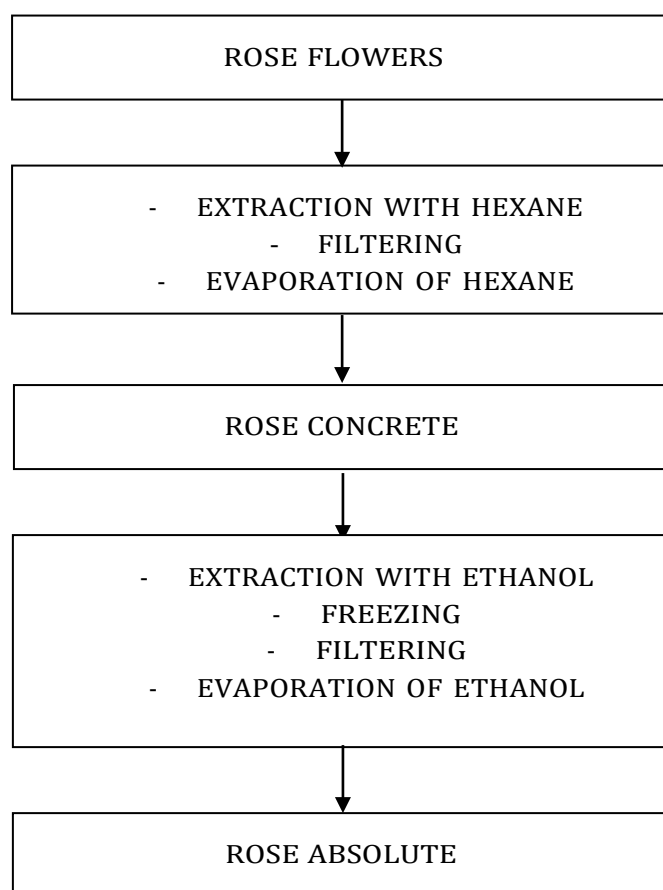 ROSE FLOWERS
- EXTRACTION WITH HEXANE
- FILTERING
- EVAPORATION OF HEXANE
ROSE CONCRETE
- EXTRACTION WITH ETHANOL
- FREEZING
- FILTERING
- EVAPORATION OF ETHANOL
ROSE ABSOLUTE